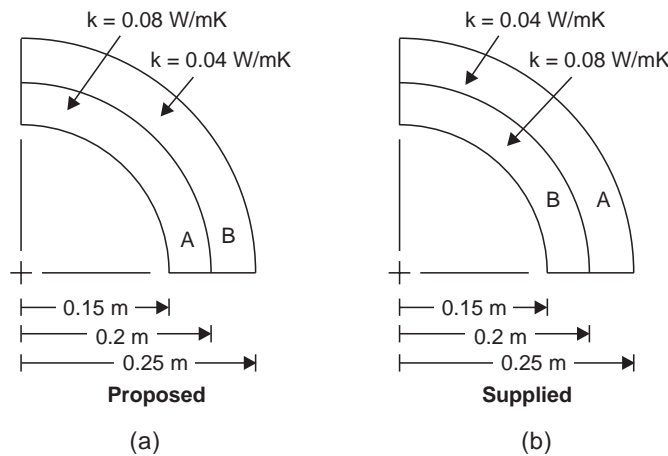 k = 0.08 W/mK
k = 0.04 W/mK
A
B
0.15 m
0.2 m
0.25 m
Proposed
(a)
k = 0.04 W/mK
k = 0.08 W/mK
B
A
0.15 m
0.2 m
0.25 m
Supplied
(b)